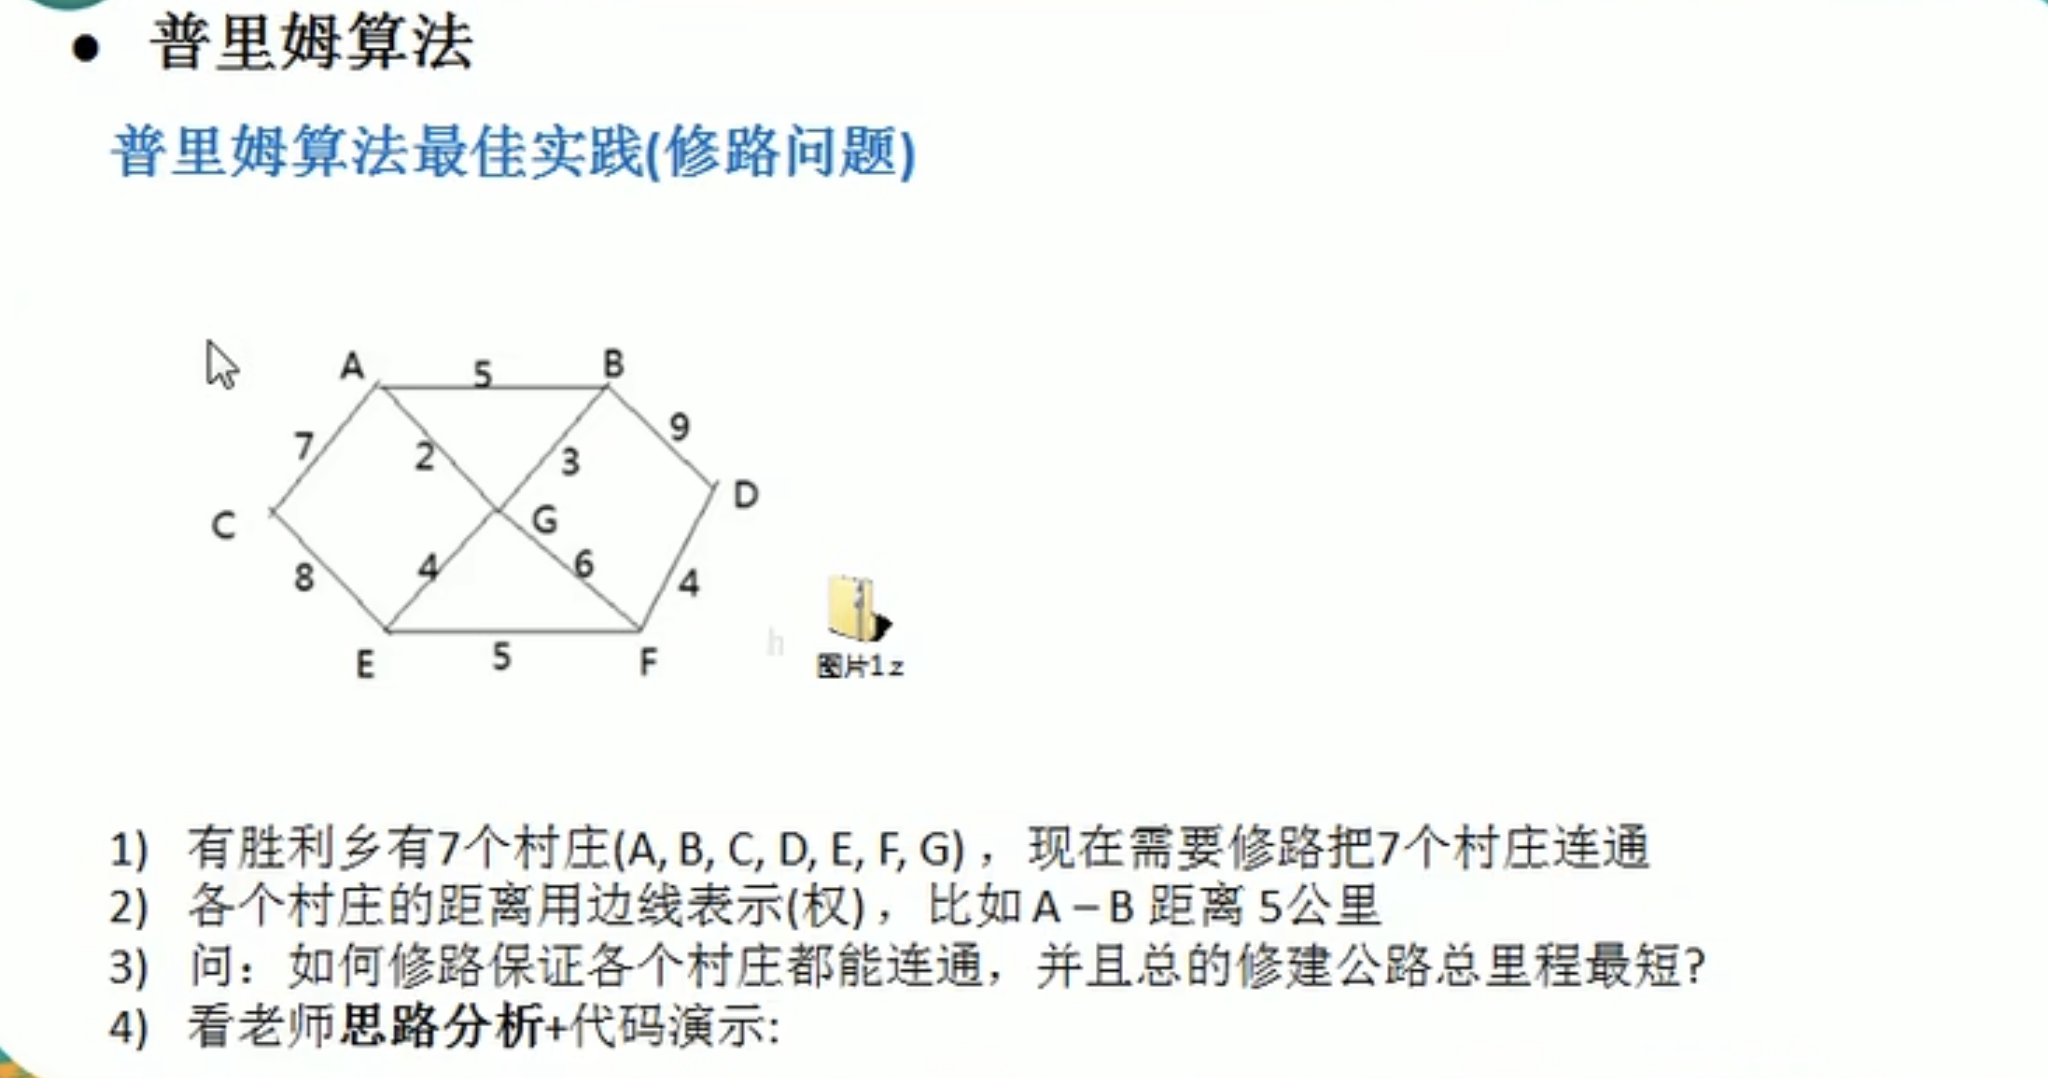 ● 普里姆算法
普里姆算法最佳实践(修路问题)
A 5 B
7 2 3 9
C G D
8 4 6 4
E 5 F
h
图片1z
1) 有胜利乡有7个村庄(A, B, C, D, E, F, G) ，现在需要修路把7个村庄连通
2) 各个村庄的距离用边线表示(权) ，比如 A – B 距离 5公里
3) 问：如何修路保证各个村庄都能连通，并且总的修建公路总里程最短?
4) 看老师思路分析+代码演示: